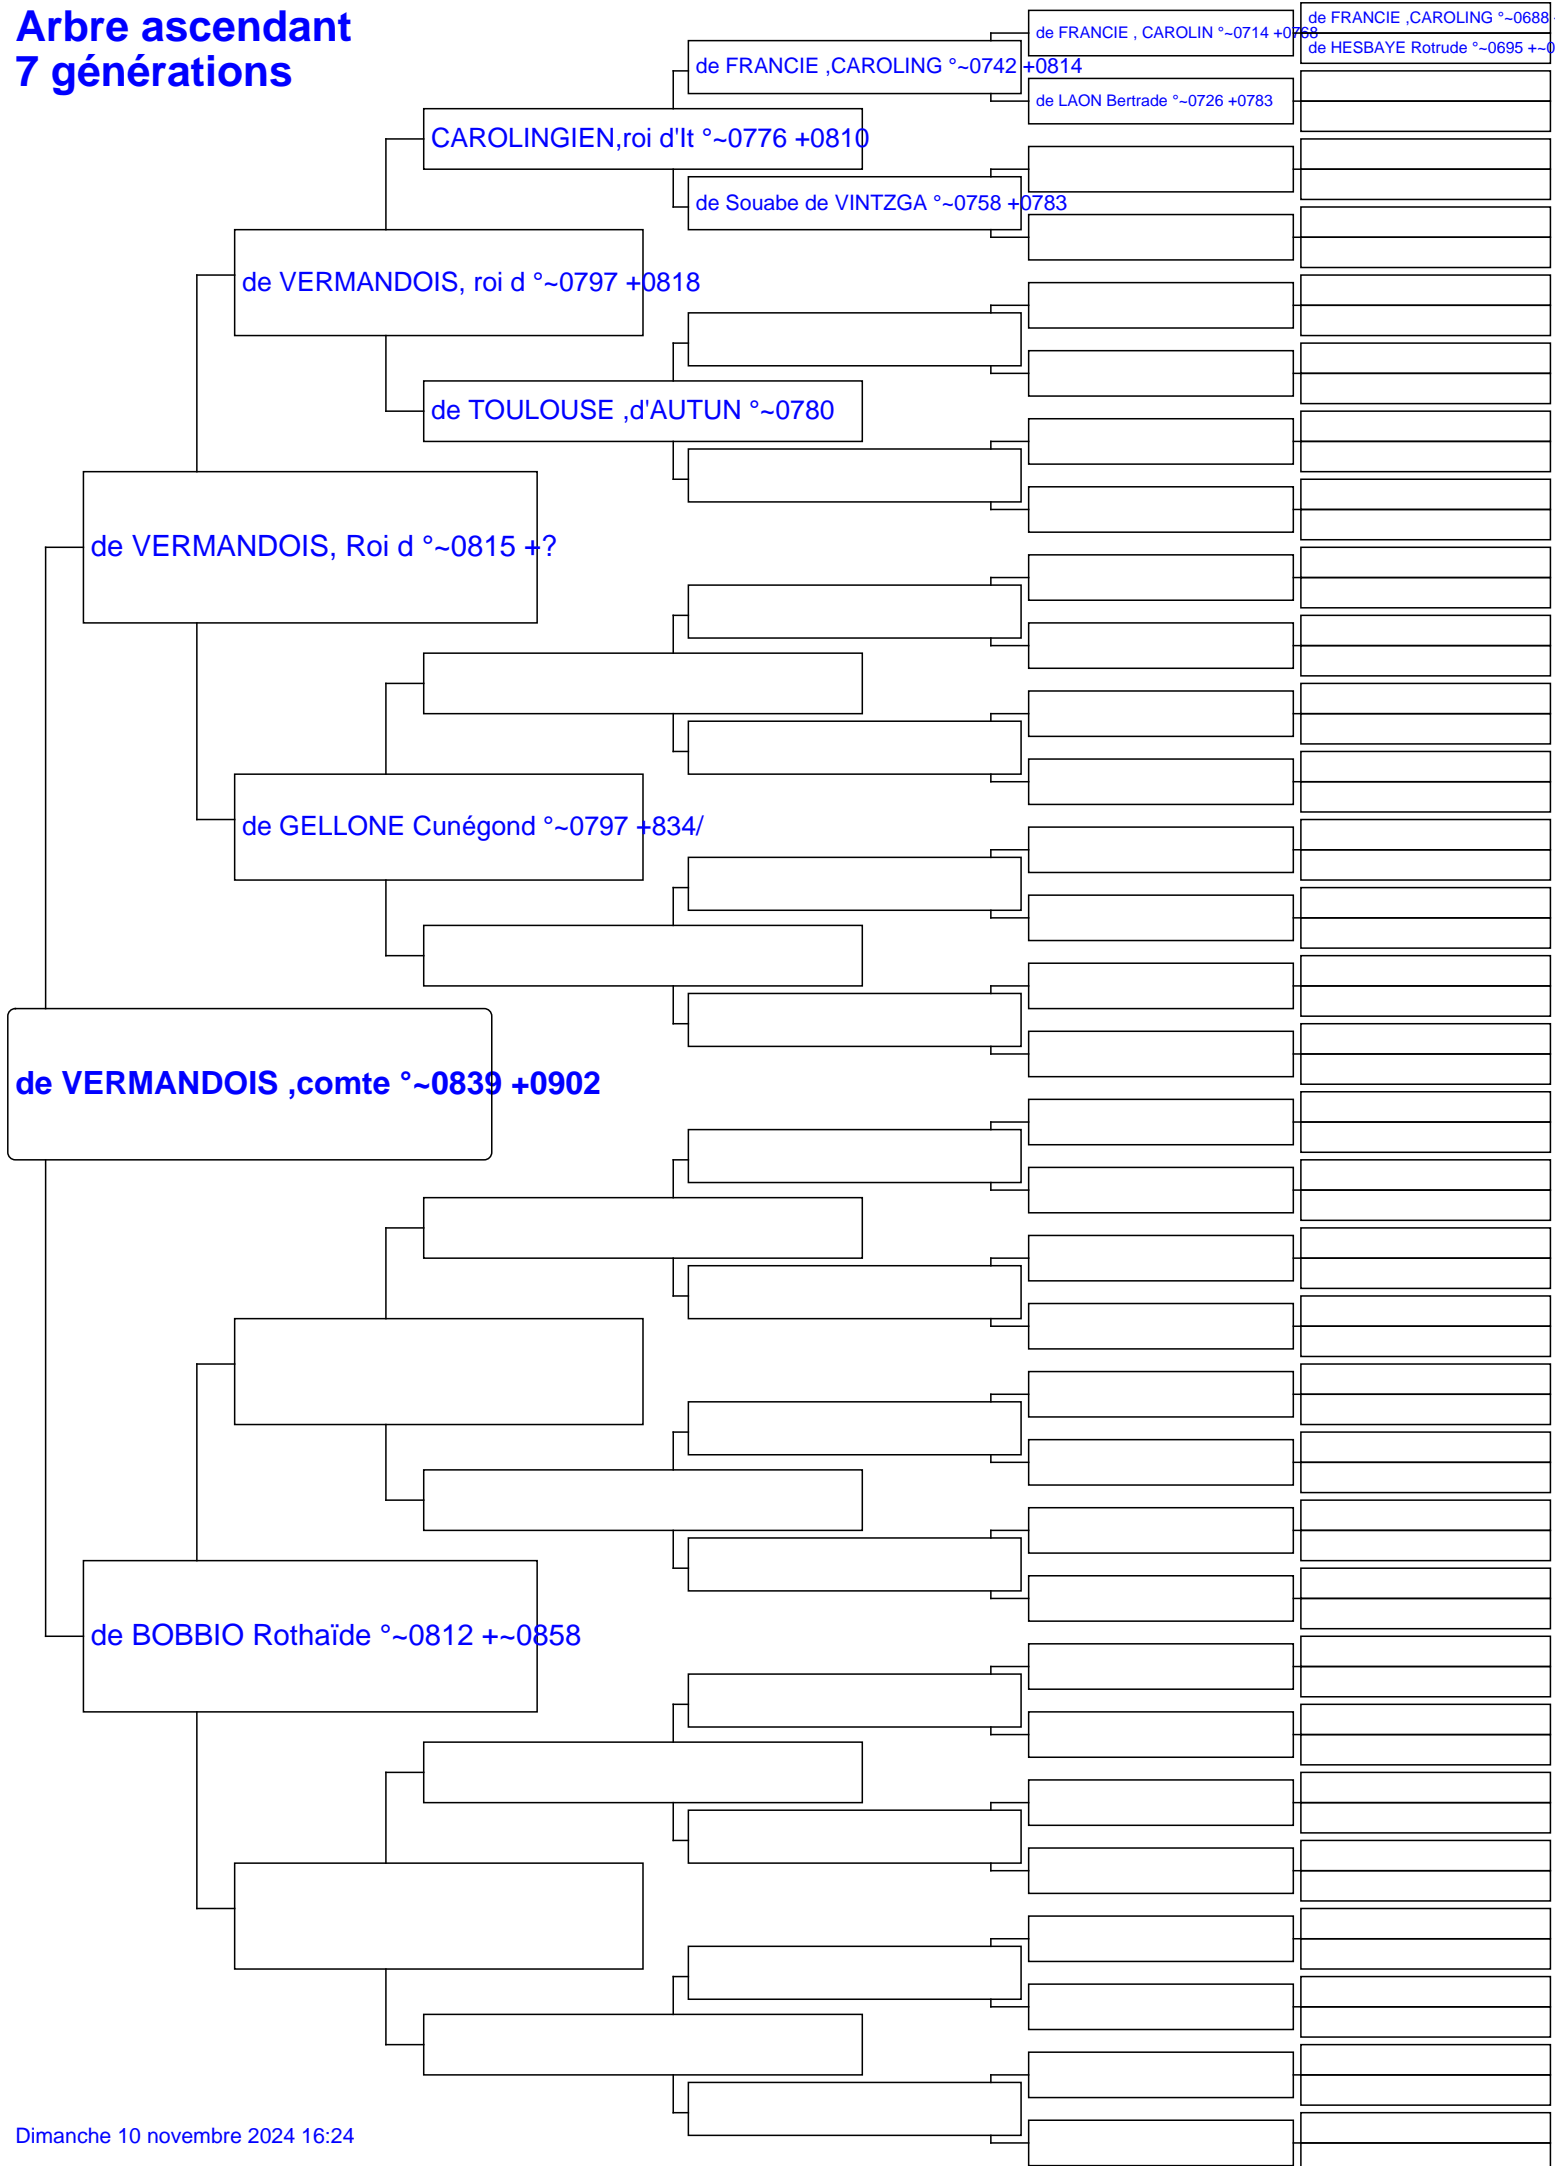 Arbre ascendant
7 générations
de FRANCIE ,CAROLING °~0688
de FRANCIE , CAROLIN °~0714 +0768
de HESBAYE Rotrude °~0695 +~0
de FRANCIE ,CAROLING °~0742 +0814
de LAON Bertrade °~0726 +0783
CAROLINGIEN,roi d'It °~0776 +0810
de Souabe de VINTZGA °~0758 +0783
de VERMANDOIS, roi d °~0797 +0818
de TOULOUSE ,d'AUTUN °~0780
de VERMANDOIS, Roi d °~0815 +?
de GELLONE Cunégond °~0797 +834/
de VERMANDOIS ,comte °~0839 +0902
de BOBBIO Rothaïde °~0812 +~0858
Dimanche 10 novembre 2024 16:24